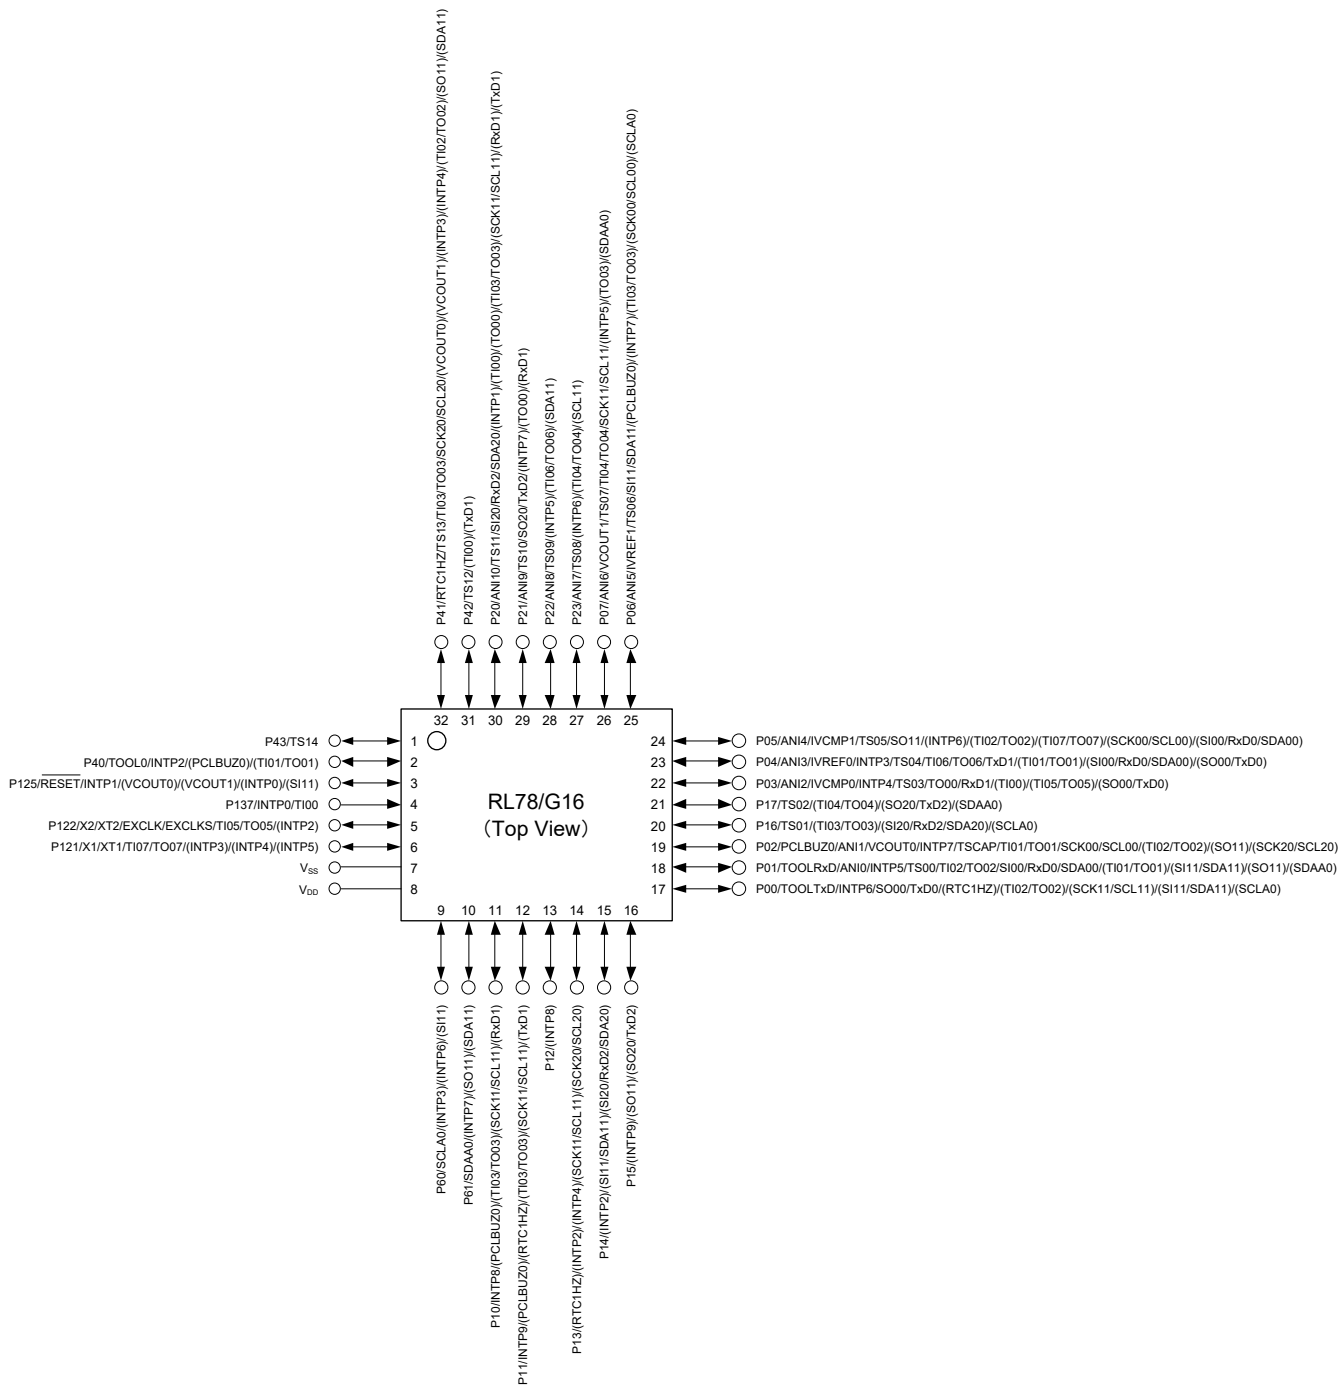 P41/RTC1HZ/TS13/TI03/TO03/SCK20/SCL20/(VCOUT0)/(VCOUT1)/(INTP3)/(INTP4)/(TI02/TO02)/(SO11)/(SDA11)
P42/TS12/(TI00)/(TxD1)
P20/ANI10/TS11/SI20/RxD2/SDA20/(INTP1)/(TI00)/(TO00)/(TI03/TO03)/(SCK11/SCL11)/(RxD1)/(TxD1)
P21/ANI9/TS10/SO20/TxD2/(INTP7)/(TO00)/(RxD1)
P22/ANI8/TS09/(INTP5)/(TI06/TO06)/(SDA11)
P23/ANI7/TS08/(INTP6)/(TI04/TO04)/(SCL11)
P07/ANI6/VCOUT1/TS07/TI04/TO04/SCK11/SCL11/(INTP5)/(TO03)/(SDAA0)
P06/ANI5/IVREF1/TS06/SI11/SDA11/(PCLBUZ0)/(INTP7)/(TI03/TO03)/(SCK00/SCL00)/(SCLA0)
32 31 30 29 28 27 26 25
P43/TS14 1
P40/TOOL0/INTP2/(PCLBUZ0)/(TI01/TO01) 2
P125/RESET/INTP1/(VCOUT0)/(VCOUT1)/(INTP0)/(SI11) 3
P137/INTP0/TI00 4
P122/X2/XT2/EXCLK/EXCLKS/TI05/TO05/(INTP2) 5
P121/X1/XT1/TI07/TO07/(INTP3)/(INTP4)/(INTP5) 6
VSS 7
VDD 8
RL78/G16
(Top View)
24 P05/ANI4/IVCMP1/TS05/SO11/(INTP6)/(TI02/TO02)/(TI07/TO07)/(SCK00/SCL00)/(SI00/RxD0/SDA00)
23 P04/ANI3/IVREF0/INTP3/TS04/TI06/TO06/TxD1/(TI01/TO01)/(SI00/RxD0/SDA00)/(SO00/TxD0)
22 P03/ANI2/IVCMP0/INTP4/TS03/TO00/RxD1/(TI00)/(TI05/TO05)/(SO00/TxD0)
21 P17/TS02/(TI04/TO04)/(SO20/TxD2)/(SDAA0)
20 P16/TS01/(TI03/TO03)/(SI20/RxD2/SDA20)/(SCLA0)
19 P02/PCLBUZ0/ANI1/VCOUT0/INTP7/TSCAP/TI01/TO01/SCK00/SCL00/(TI02/TO02)/(SO11)/(SCK20/SCL20)
18 P01/TOOLRxD/ANI0/INTP5/TS00/TI02/TO02/SI00/RxD0/SDA00/(TI01/TO01)/(SI11/SDA11)/(SO11)/(SDAA0)
17 P00/TOOLTxD/INTP6/SO00/TxD0/(RTC1HZ)/(TI02/TO02)/(SCK11/SCL11)/(SI11/SDA11)/(SCLA0)
9 10 11 12 13 14 15 16
P60/SCLA0/(INTP3)/(INTP6)/(SI11)
P61/SDAA0/(INTP7)/(SO11)/(SDA11)
P10/INTP8/(PCLBUZ0)/(TI03/TO03)/(SCK11/SCL11)/(RxD1)
P11/INTP9/(PCLBUZ0)/(RTC1HZ)/(TI03/TO03)/(SCK11/SCL11)/(TxD1)
P12/(INTP8)
P13/(RTC1HZ)/(INTP2)/(INTP4)/(SCK11/SCL11)/(SCK20/SCL20)
P14/(INTP2)/(SI11/SDA11)/(SI20/RxD2/SDA20)
P15/(INTP9)/(SO11)/(SO20/TxD2)